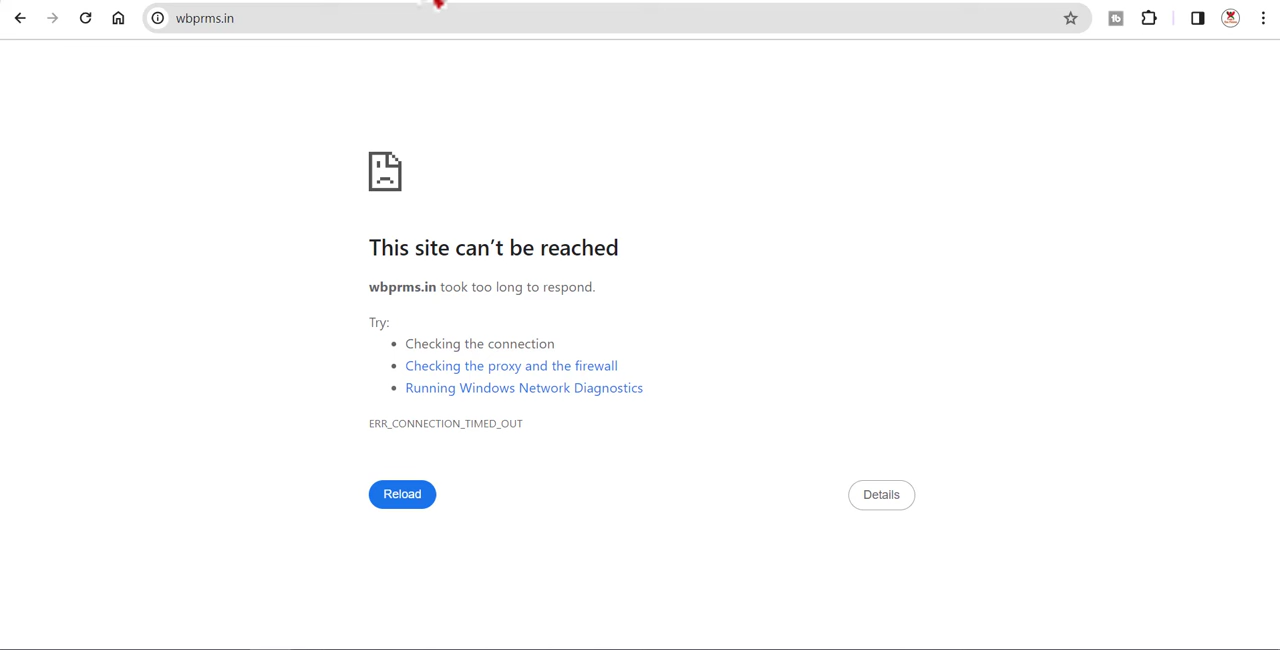 wbprms.in
This site can’t be reached
wbprms.in took too long to respond.
Try:
• Checking the connection
• Checking the proxy and the firewall
• Running Windows Network Diagnostics
ERR_CONNECTION_TIMED_OUT
Reload
Details